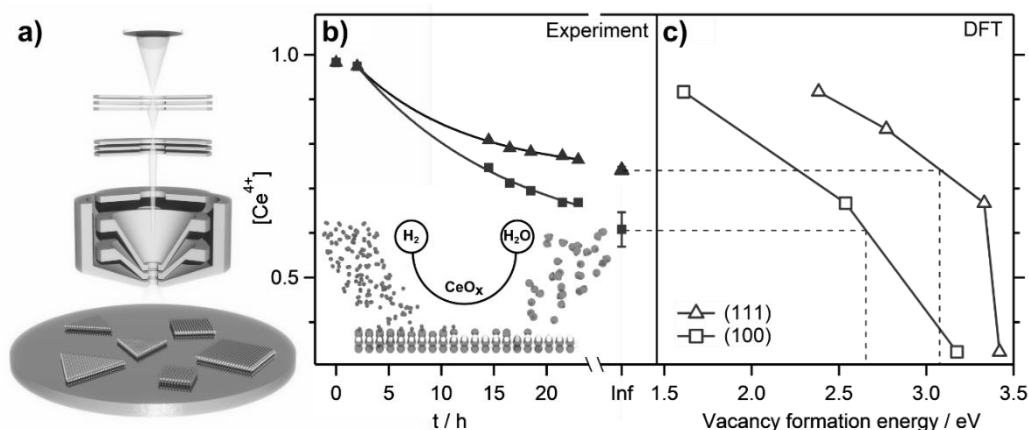 a)
b)
Experiment
c)
DFT
1.0
[Ce⁴⁺]
0.5
H₂
H₂O
CeOₓ
(111)
(100)
0 5 10 15 20 Inf
1.5 2.0 2.5 3.0 3.5
t / h
Vacancy formation energy / eV